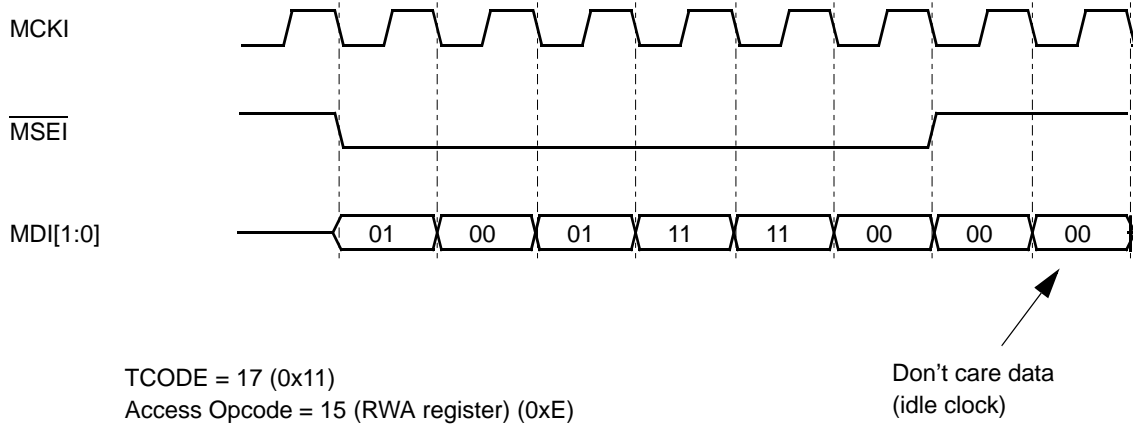 MCKI
MSEI
MDI[1:0]
01 00 01 11 11 00 00 00
TCODE = 17 (0x11)
Access Opcode = 15 (RWA register) (0xE)
Don't care data
(idle clock)